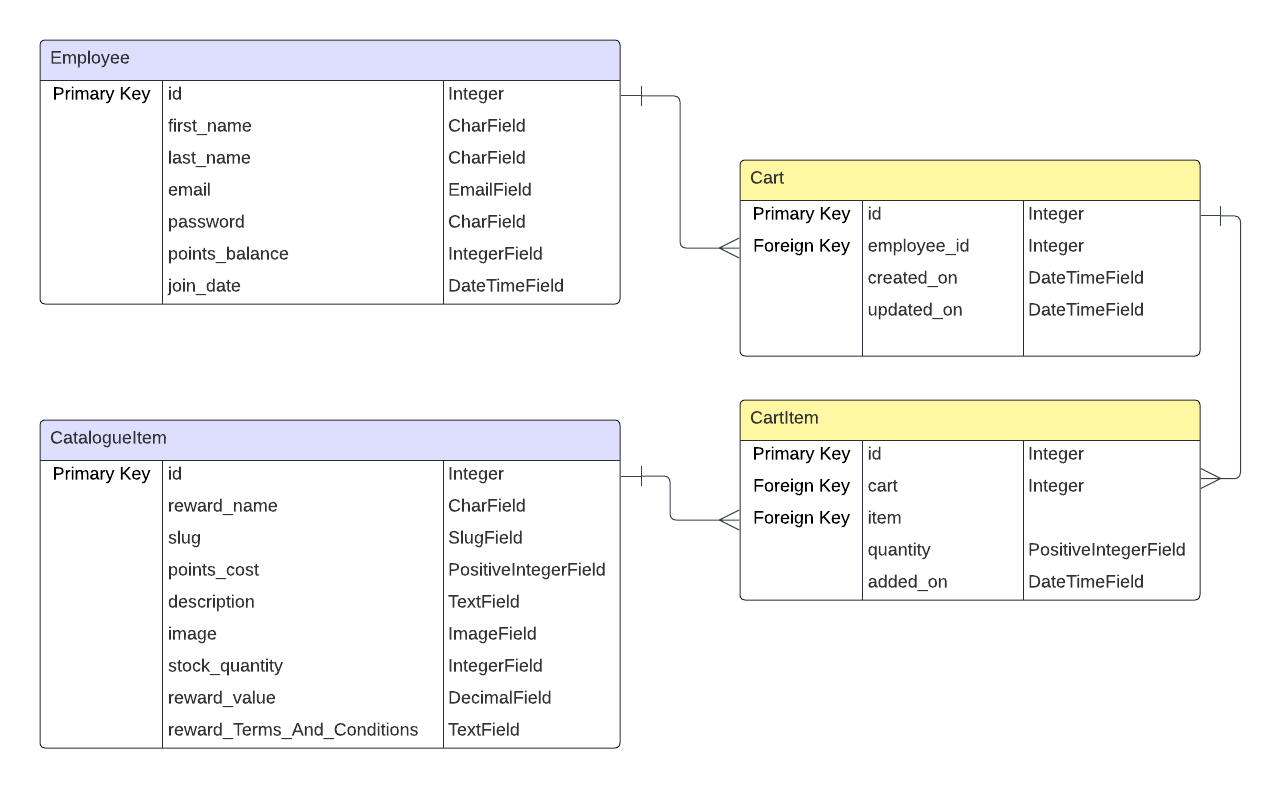 Employee
Primary Key id Integer
first_name CharField
last_name CharField
email EmailField
password CharField
points_balance IntegerField
join_date DateTimeField
Cart
Primary Key id Integer
Foreign Key employee_id Integer
created_on DateTimeField
updated_on DateTimeField
CatalogueItem
Primary Key id Integer
reward_name CharField
slug SlugField
points_cost PositiveIntegerField
description TextField
image ImageField
stock_quantity IntegerField
reward_value DecimalField
reward_Terms_And_Conditions TextField
CartItem
Primary Key id Integer
Foreign Key cart Integer
Foreign Key item
quantity PositiveIntegerField
added_on DateTimeField